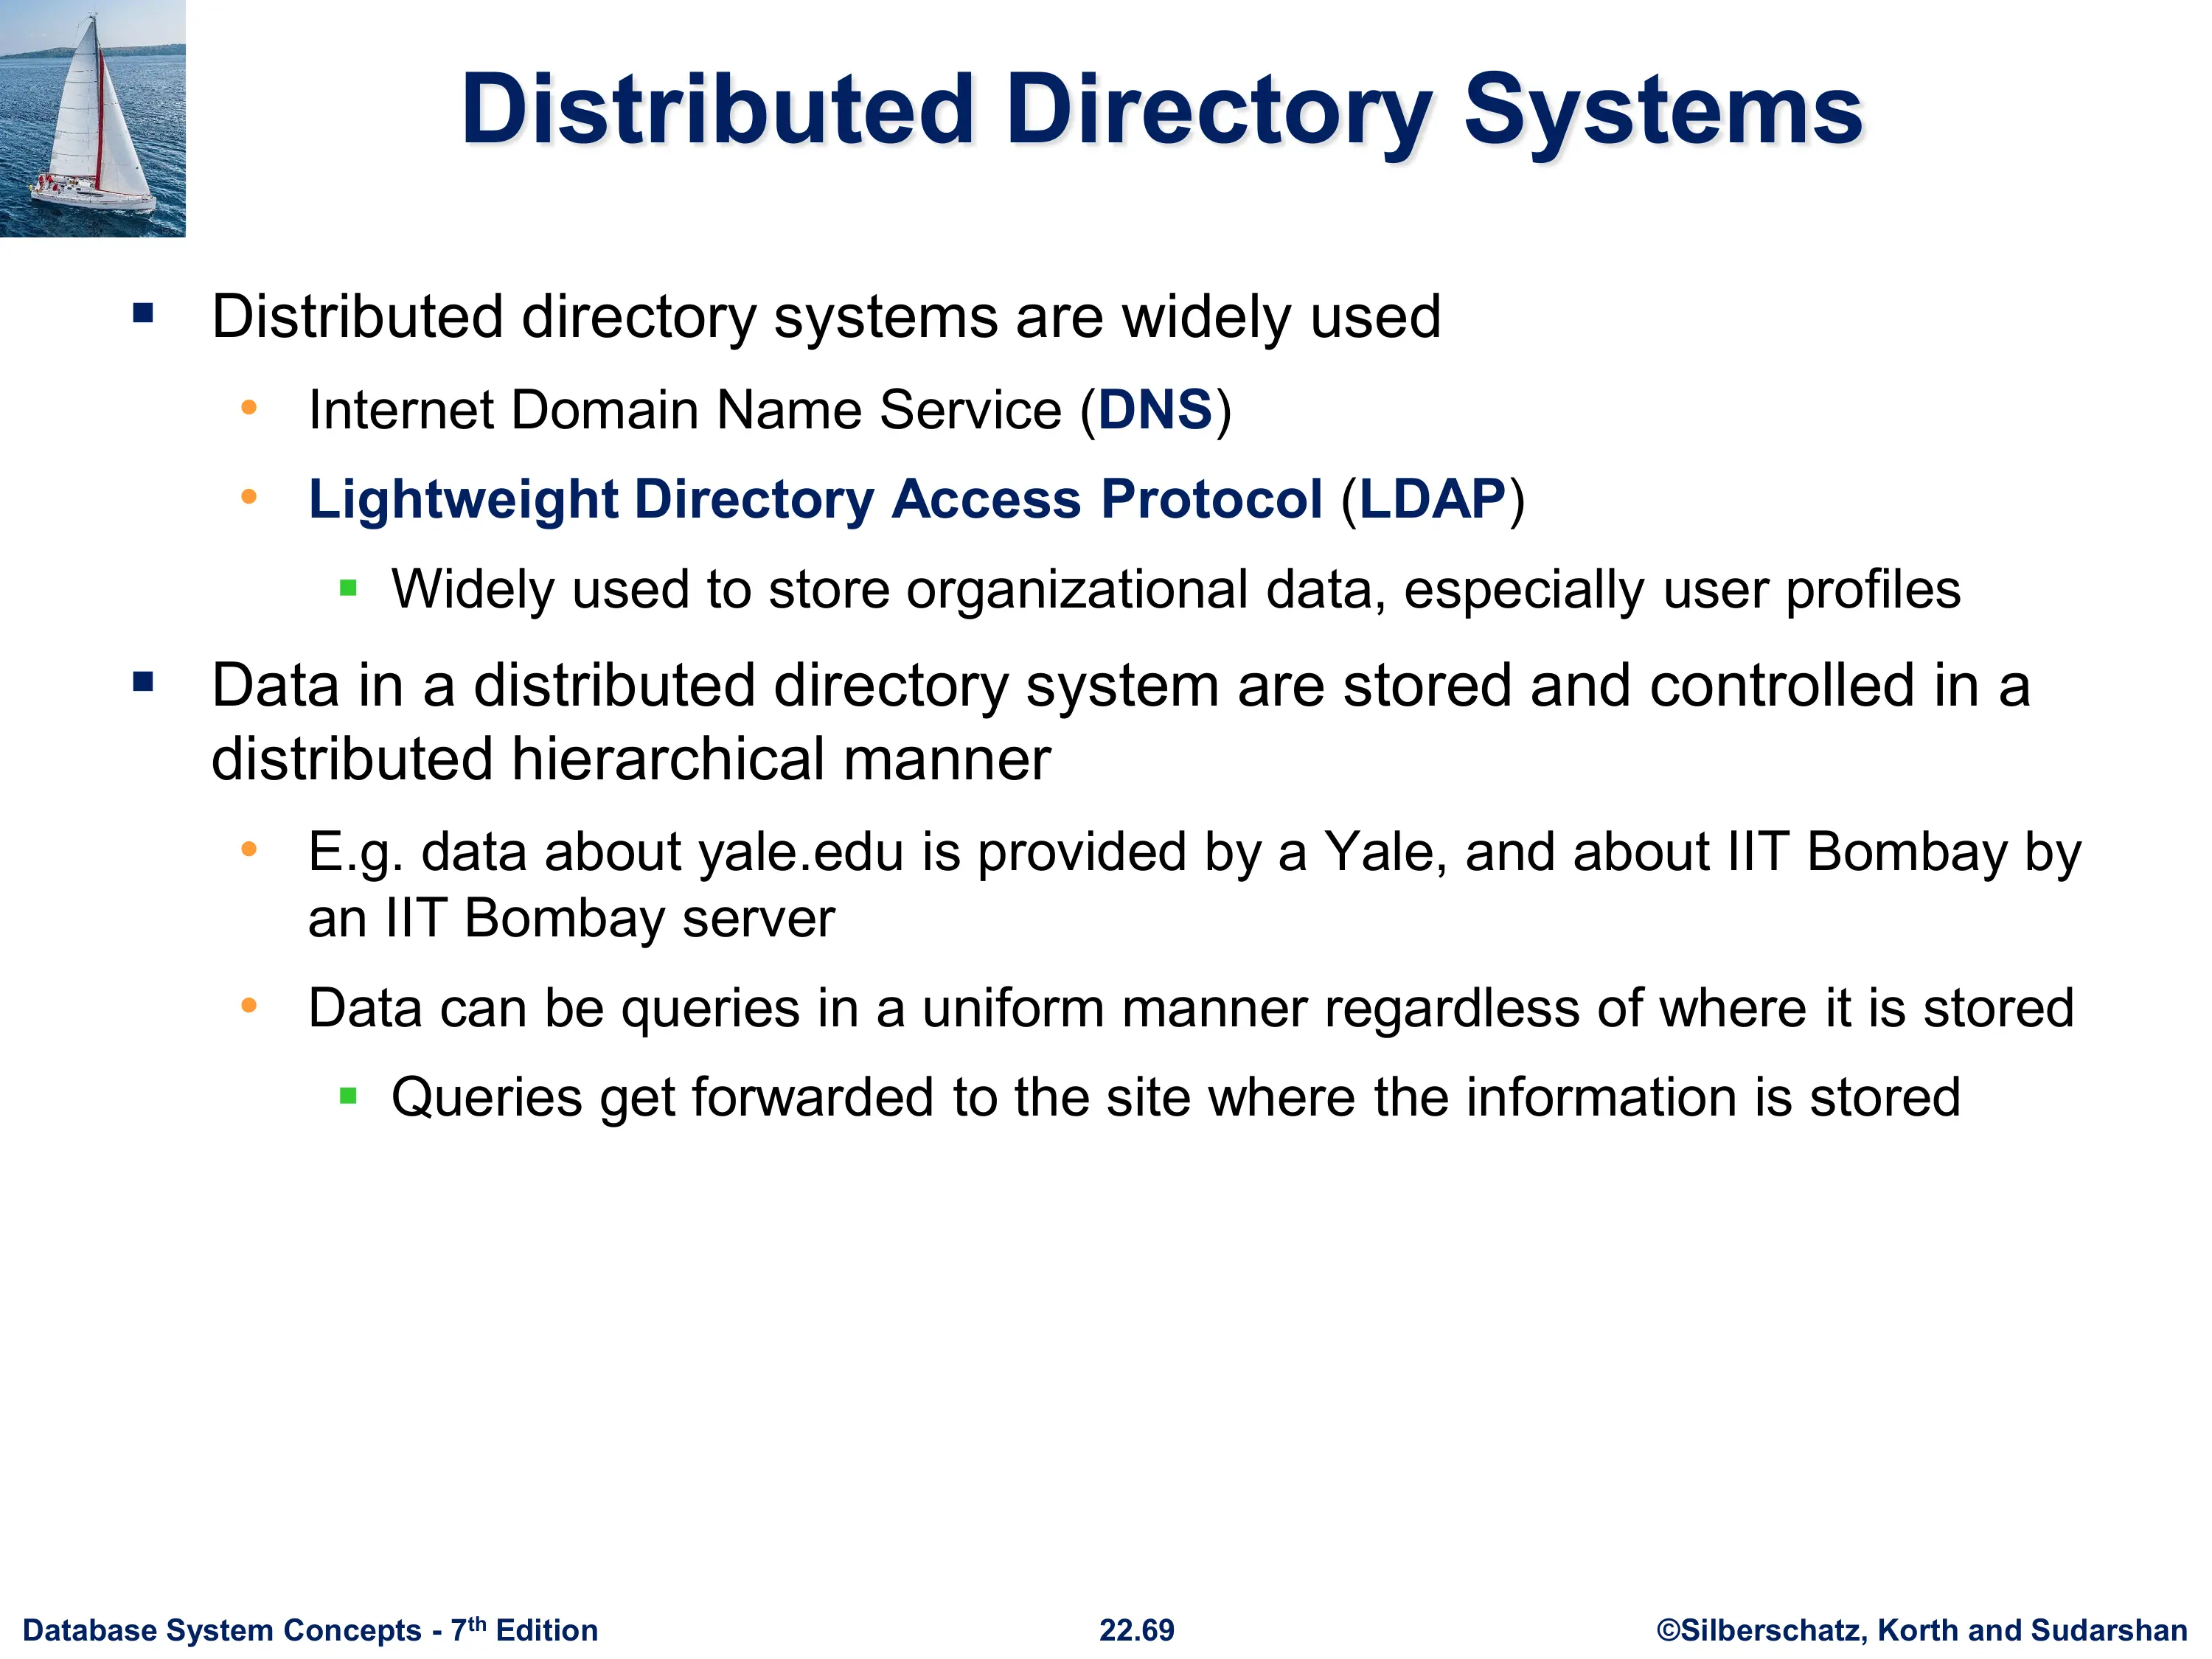 Distributed Directory Systems
Distributed directory systems are widely used
Internet Domain Name Service (DNS)
Lightweight Directory Access Protocol (LDAP)
Widely used to store organizational data, especially user profiles
Data in a distributed directory system are stored and controlled in a
distributed hierarchical manner
E.g. data about yale.edu is provided by a Yale, and about IIT Bombay by
an IIT Bombay server
Data can be queries in a uniform manner regardless of where it is stored
Queries get forwarded to the site where the information is stored
Database System Concepts - 7th Edition
22.69
©Silberschatz, Korth and Sudarshan